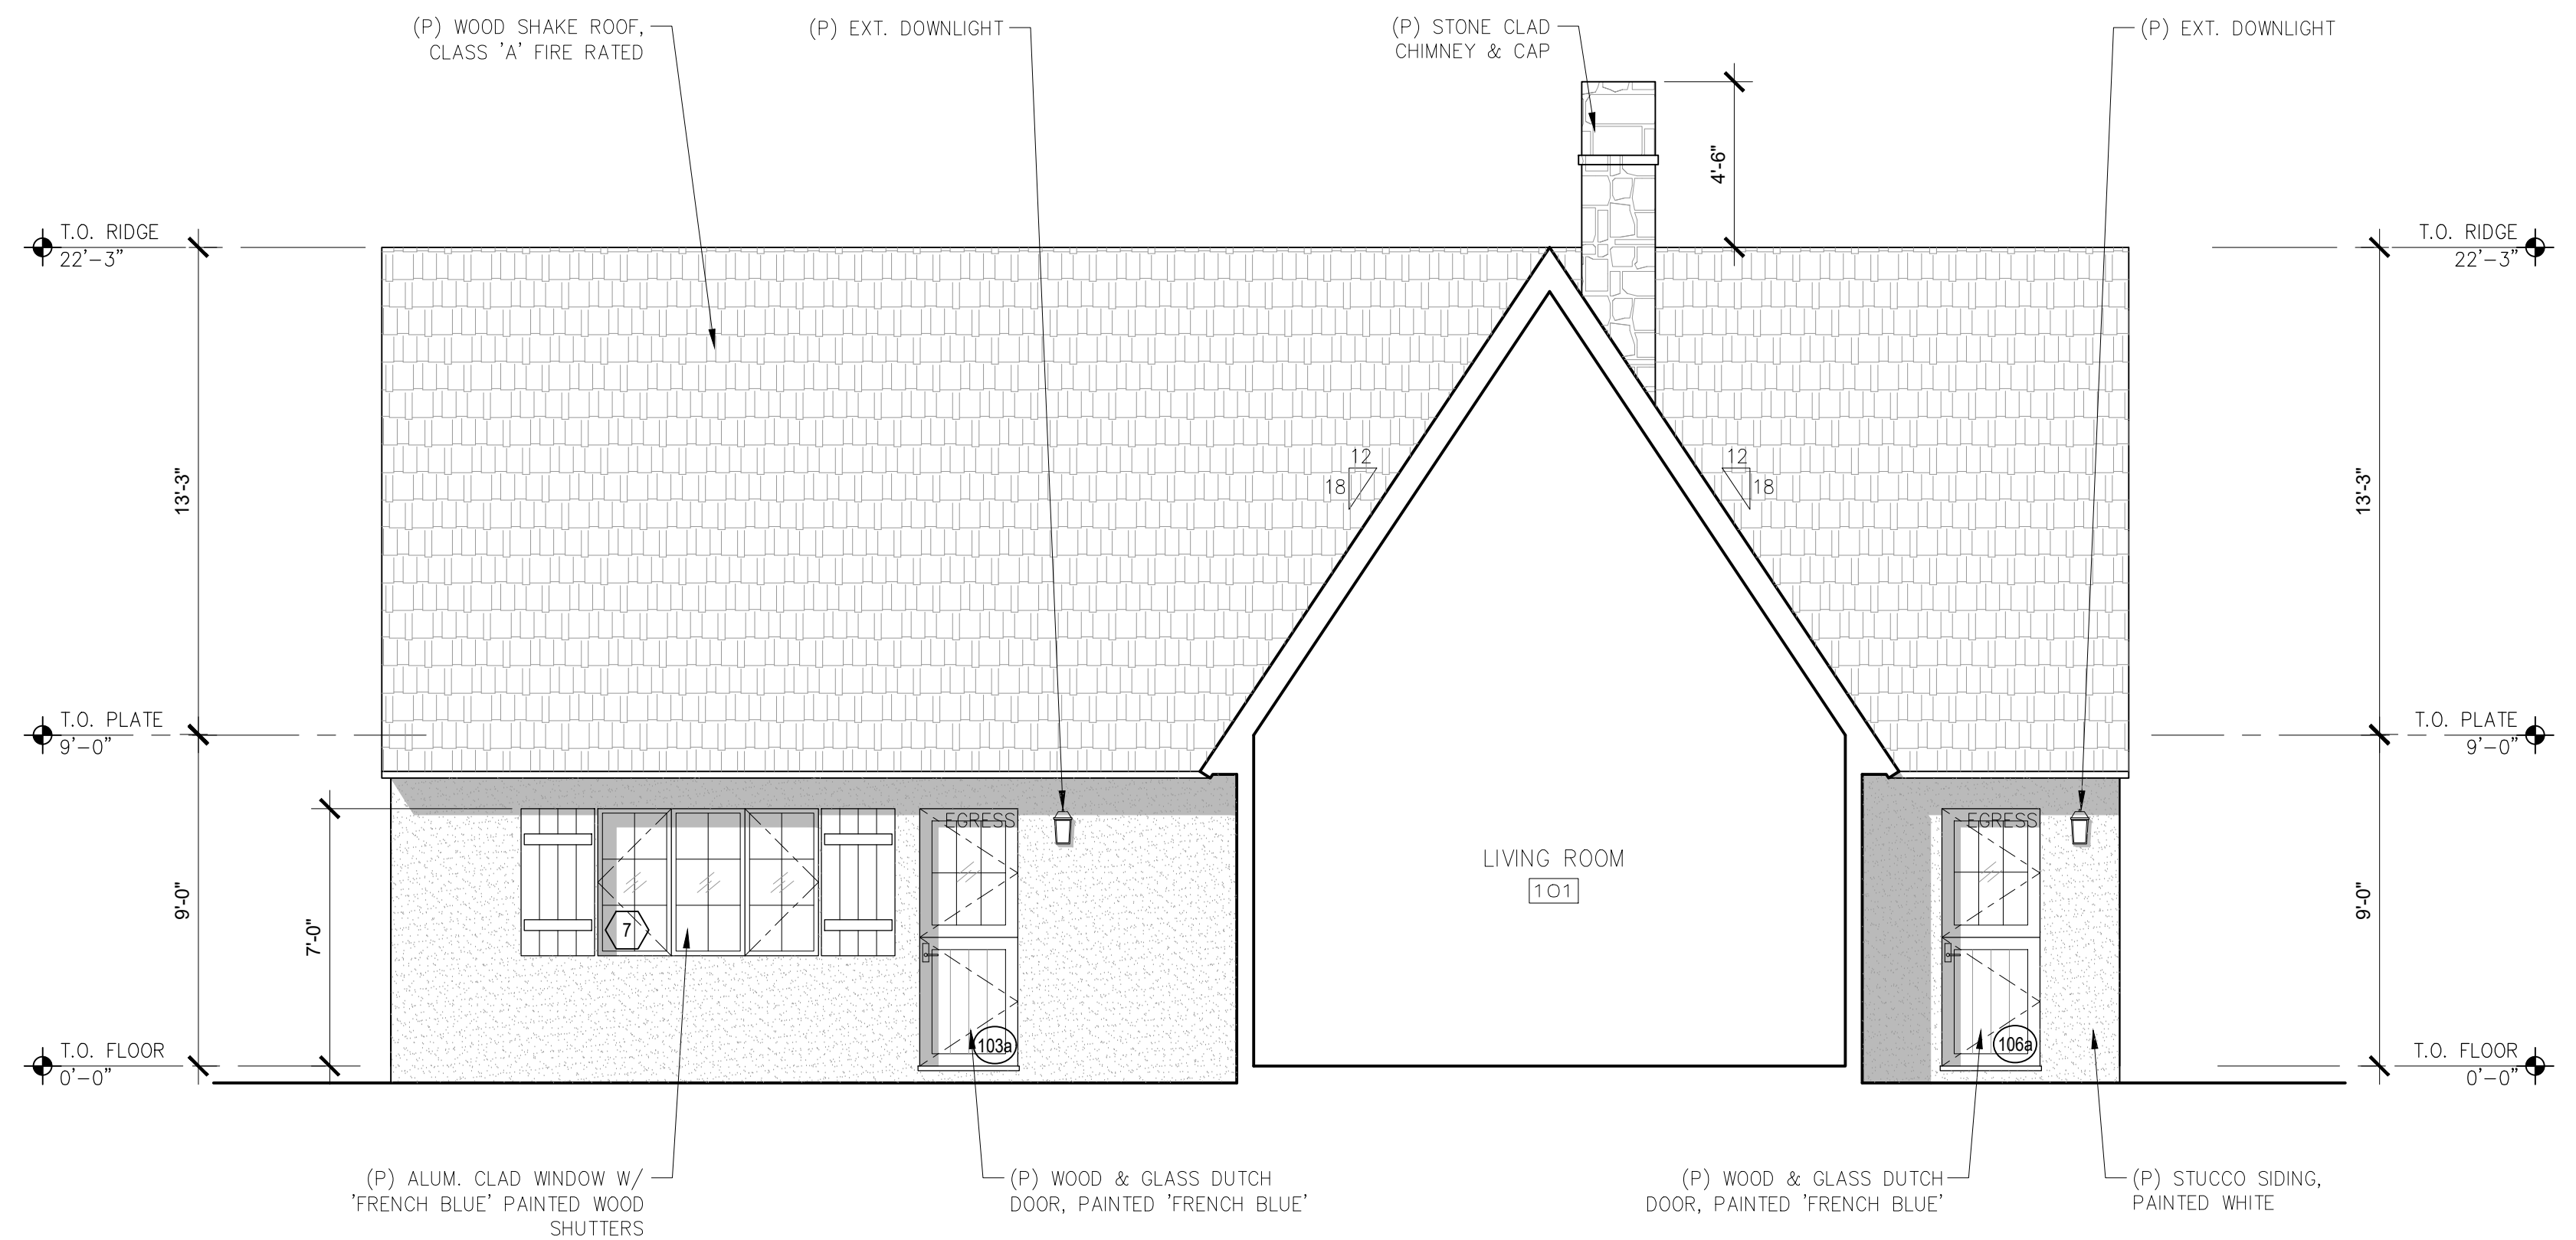 (P) WOOD SHAKE ROOF,
CLASS 'A' FIRE RATED
(P) EXT. DOWNLIGHT
(P) STONE CLAD
CHIMNEY & CAP
(P) EXT. DOWNLIGHT
4'-6"
T.O. RIDGE
22'-3"
T.O. RIDGE
22'-3"
12
18
12
18
13'-3"
13'-3"
T.O. PLATE
9'-0"
T.O. PLATE
9'-0"
EGRESS
EGRESS
LIVING ROOM
101
9'-0"
7'-0"
7
9'-0"
103a
106a
T.O. FLOOR
0'-0"
T.O. FLOOR
0'-0"
(P) ALUM. CLAD WINDOW W/
'FRENCH BLUE' PAINTED WOOD
SHUTTERS
(P) WOOD & GLASS DUTCH
DOOR, PAINTED 'FRENCH BLUE'
(P) WOOD & GLASS DUTCH
DOOR, PAINTED 'FRENCH BLUE'
(P) STUCCO SIDING,
PAINTED WHITE